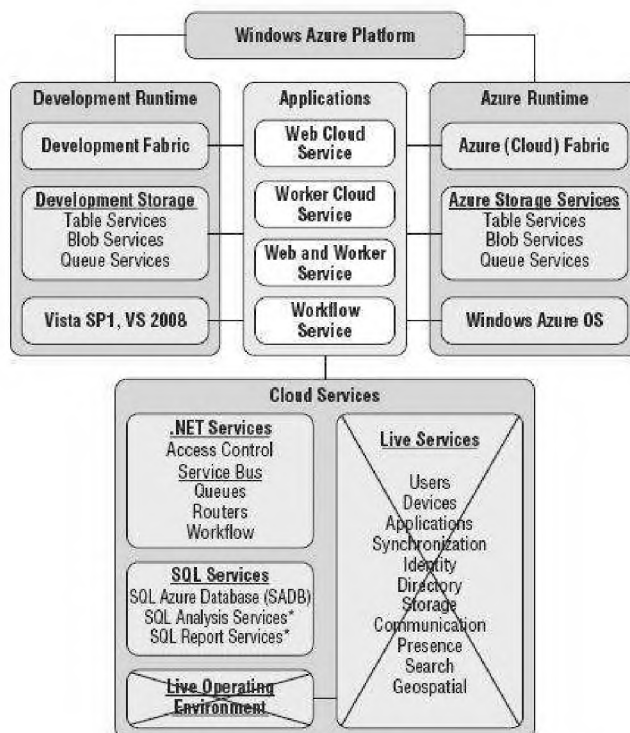 Windows Azure Platform
Development Runtime
Development Fabric
Development Storage
Table Services
Blob Services
Queue Services
Vista SP1, VS 2008
Applications
Web Cloud
Service
Worker Cloud
Service
Web and Worker
Service
Workflow
Service
Azure Runtime
Azure (Cloud) Fabric
Azure Storage Services
Table Services
Blob Services
Queue Services
Windows Azure OS
Cloud Services
.NET Services
Access Control
Service Bus
Queues
Routers
Workflow
SQL Services
SQL Azure Database (SADB)
SQL Analysis Services*
SQL Report Services*
Live Operating
Environment
Live Services
Users
Devices
Applications
Synchronization
Identity
Directory
Storage
Communication
Presence
Search
Geospatial